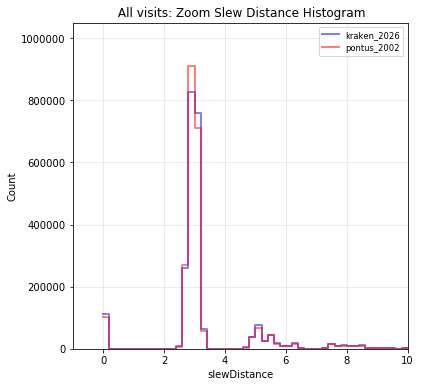 All visits: Zoom Slew Distance Histogram
kraken_2026
pontus_2002
1000000
800000
600000
400000
200000
0
Count
0 2 4 6 8 10
slewDistance